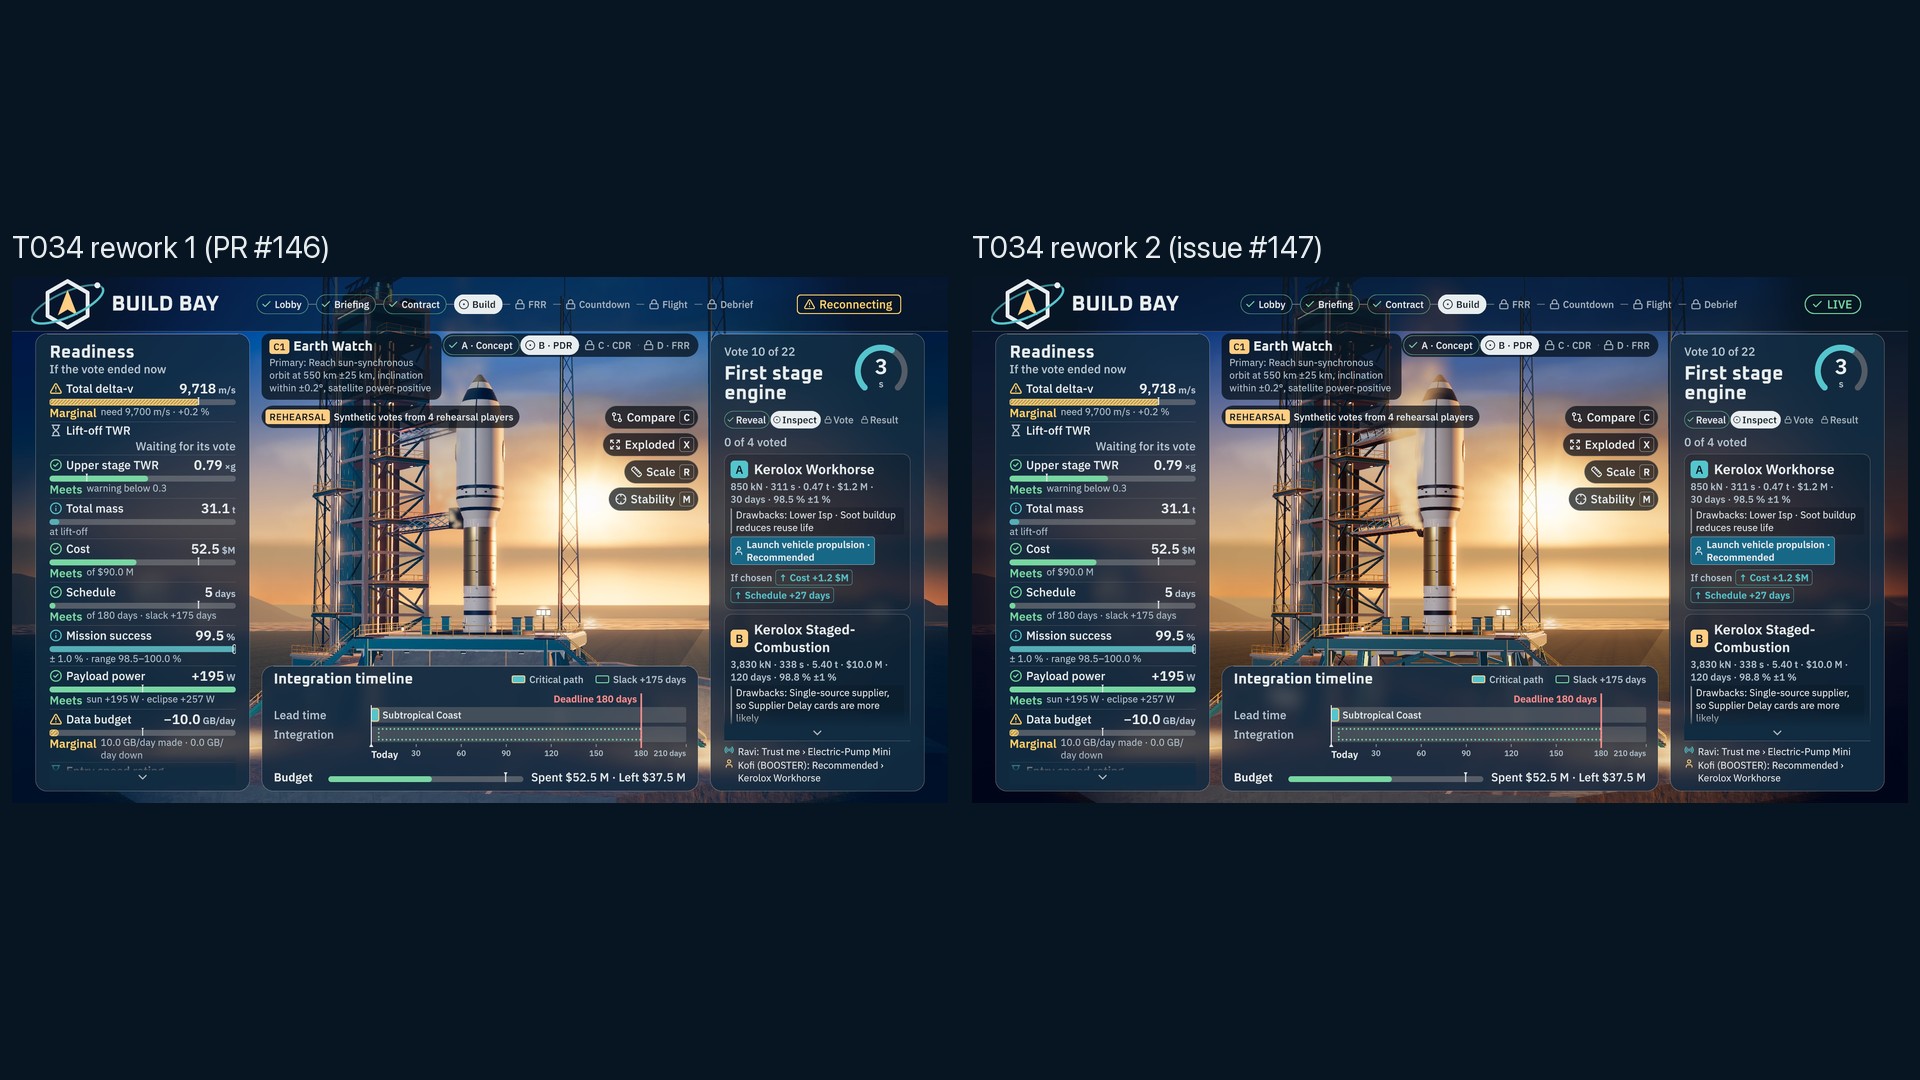 T034 rework 1 (PR #146)
BUILD BAY
Lobby
Briefing
Contract
Build
FRR
Countdown
Flight
Debrief
Reconnecting
Readiness
If the vote ended now
Total delta-v 9,718 m/s
Marginal need 9,700 m/s · +0.2 %
Lift-off TWR
Waiting for its vote
Upper stage TWR 0.79 ×g
Meets warning below 0.3
Total mass 31.1 t
at lift-off
Cost 52.5 $M
Meets of $90.0 M
Schedule 5 days
Meets of 180 days · slack +175 days
Mission success 99.5 %
± 1.0 % · range 98.5–100.0 %
Payload power +195 W
Meets sun +195 W · eclipse +257 W
Data budget −10.0 GB/day
Marginal 10.0 GB/day made · 0.0 GB/
day down
C1 Earth Watch
Primary: Reach sun-synchronous
orbit at 550 km ±25 km, inclination
within ±0.2°, satellite power-positive
A · Concept
B · PDR
C · CDR
D · FRR
REHEARSAL Synthetic votes from 4 rehearsal players
Compare C
Exploded X
Scale R
Stability M
Integration timeline
Critical path
Slack +175 days
Deadline 180 days
Lead time
Subtropical Coast
Integration
Today 30 60 90 120 150 180 210 days
Budget Spent $52.5 M · Left $37.5 M
Vote 10 of 22
First stage
engine
3
s
Reveal
Inspect
Vote
Result
0 of 4 voted
A Kerolox Workhorse
850 kN · 311 s · 0.47 t · $1.2 M ·
30 days · 98.5 % ±1 %
Drawbacks: Lower Isp · Soot buildup
reduces reuse life
Launch vehicle propulsion ·
Recommended
If chosen ↑ Cost +1.2 $M
↑ Schedule +27 days
B Kerolox Staged-
Combustion
3,830 kN · 338 s · 5.40 t · $10.0 M ·
120 days · 98.8 % ±1 %
Drawbacks: Single-source supplier,
so Supplier Delay cards are more
likely
Ravi: Trust me › Electric-Pump Mini
Kofi (BOOSTER): Recommended ›
Kerolox Workhorse
T034 rework 2 (issue #147)
BUILD BAY
Lobby
Briefing
Contract
Build
FRR
Countdown
Flight
Debrief
LIVE
Readiness
If the vote ended now
Total delta-v 9,718 m/s
Marginal need 9,700 m/s · +0.2 %
Lift-off TWR
Waiting for its vote
Upper stage TWR 0.79 ×g
Meets warning below 0.3
Total mass 31.1 t
at lift-off
Cost 52.5 $M
Meets of $90.0 M
Schedule 5 days
Meets of 180 days · slack +175 days
Mission success 99.5 %
± 1.0 % · range 98.5–100.0 %
Payload power +195 W
Meets sun +195 W · eclipse +257 W
Data budget −10.0 GB/day
Marginal 10.0 GB/day made · 0.0 GB/
day down
C1 Earth Watch
Primary: Reach sun-synchronous
orbit at 550 km ±25 km, inclination
within ±0.2°, satellite power-positive
A · Concept
B · PDR
C · CDR
D · FRR
REHEARSAL Synthetic votes from 4 rehearsal players
Compare C
Exploded X
Scale R
Stability M
Integration timeline
Critical path
Slack +175 days
Deadline 180 days
Lead time
Subtropical Coast
Integration
Today 30 60 90 120 150 180 210 days
Budget Spent $52.5 M · Left $37.5 M
Vote 10 of 22
First stage
engine
3
s
Reveal
Inspect
Vote
Result
0 of 4 voted
A Kerolox Workhorse
850 kN · 311 s · 0.47 t · $1.2 M ·
30 days · 98.5 % ±1 %
Drawbacks: Lower Isp · Soot buildup
reduces reuse life
Launch vehicle propulsion ·
Recommended
If chosen ↑ Cost +1.2 $M
↑ Schedule +27 days
B Kerolox Staged-
Combustion
3,830 kN · 338 s · 5.40 t · $10.0 M ·
120 days · 98.8 % ±1 %
Drawbacks: Single-source supplier,
so Supplier Delay cards are more
likely
Ravi: Trust me › Electric-Pump Mini
Kofi (BOOSTER): Recommended ›
Kerolox Workhorse